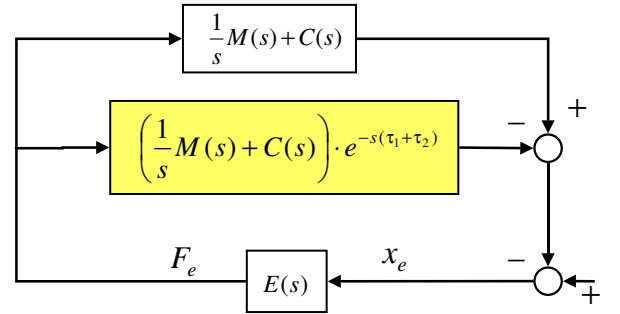 1/s M(s)+C(s)
+
−
(1/s M(s)+C(s))·e^{−s(τ₁+τ₂)}
F_e
x_e
−
E(s)
+